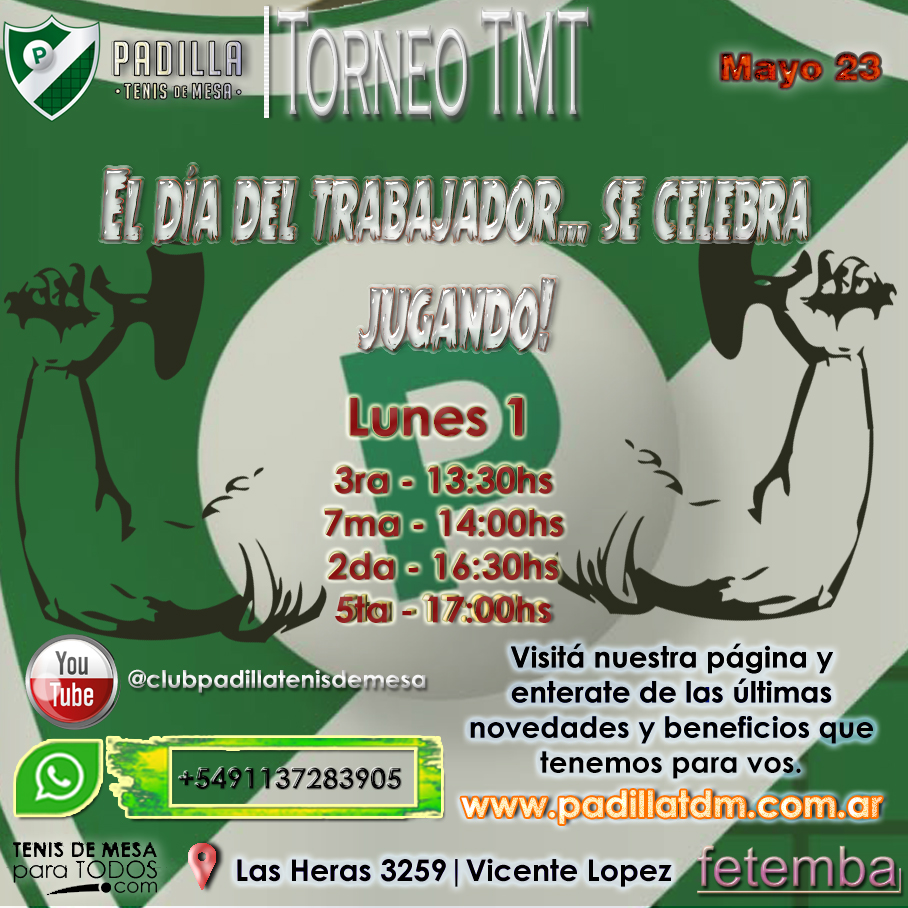 P
PADILLA
· TENIS DE MESA ·
TORNEO TMT
Mayo 23
EL DÍA DEL TRABAJADOR... SE CELEBRA
JUGANDO!
P
Lunes 1
3ra - 13:30hs
7ma - 14:00hs
2da - 16:30hs
5ta - 17:00hs
You
Tube
@clubpadillatenisdemesa
Visitá nuestra página y
enterate de las últimas
novedades y beneficios que
tenemos para vos.
+5491137283905
www.padillatdm.com.ar
TENIS DE MESA
para TODOS
.com
Las Heras 3259|Vicente Lopez
fetemba